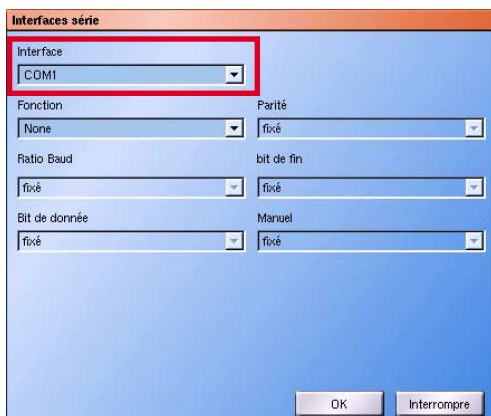 Interfaces série
Interface
COM1
Fonction
Parité
None
fixé
Ratio Baud
bit de fin
fixé
fixé
Bit de donnée
Manuel
fixé
fixé
OK
Interrompre